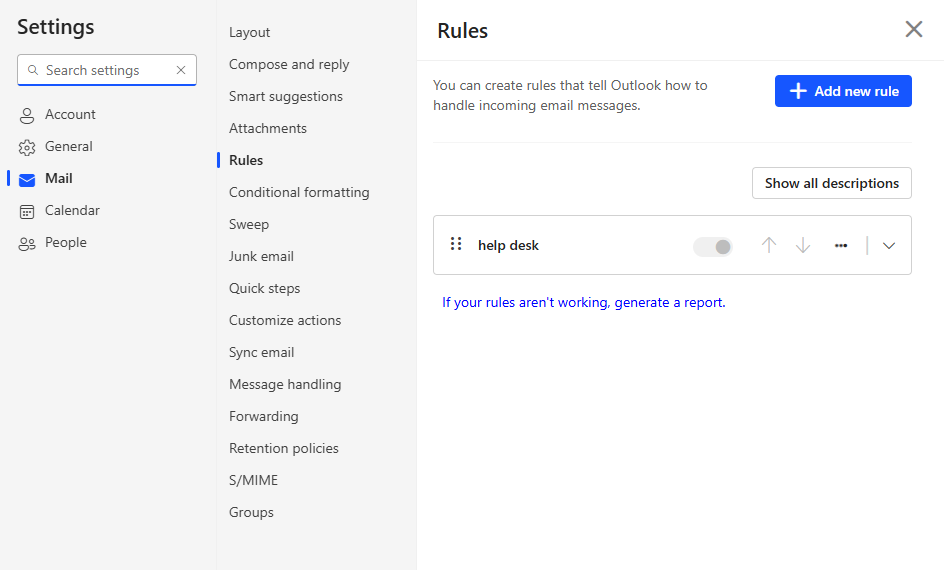 Settings
Search settings
Account
General
Mail
Calendar
People
Layout
Compose and reply
Smart suggestions
Attachments
Rules
Conditional formatting
Sweep
Junk email
Quick steps
Customize actions
Sync email
Message handling
Forwarding
Retention policies
S/MIME
Groups
Rules
You can create rules that tell Outlook how to
handle incoming email messages.
Add new rule
Show all descriptions
help desk
If your rules aren't working, generate a report.